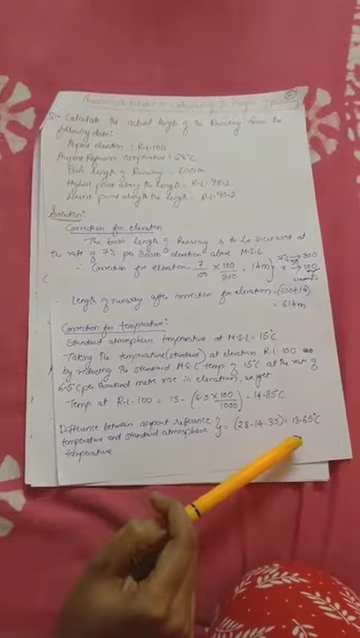 Q1. Calculate the actual length of the Runway from the
following data:
Airport elevation : R.L. 100
Airport Reference Temperature : 28°C
Basic length of Runway : 600m
Highest point along the length : R.L. 98.2
Lowest point along the length : R.L. 95.2
Solution:
Correction for elevation
The basic length of Runway is to be increased at
the rate of 7% per 300m elevation above M.S.L
∴ Correction for elevation 7/100 × 100/300 = 14m
Length of runway after correction for elevation = (600+14)
= 614m
Correction for temperature:
Standard atmosphere temperature at M.S.L = 15°C
Taking the temperature (standard) at elevation R.L 100
by reducing the standard M.S.L temp of 15°C at the rate of
6.5°C per thousand metre rise in elevation, we get
Temp at R.L. 100 = 15 - (6.5 × 100/1000) = 14.35°C
Difference between airport reference
temperature and standard atmosphere } = (28-14.35) = 13.65°C
temperature